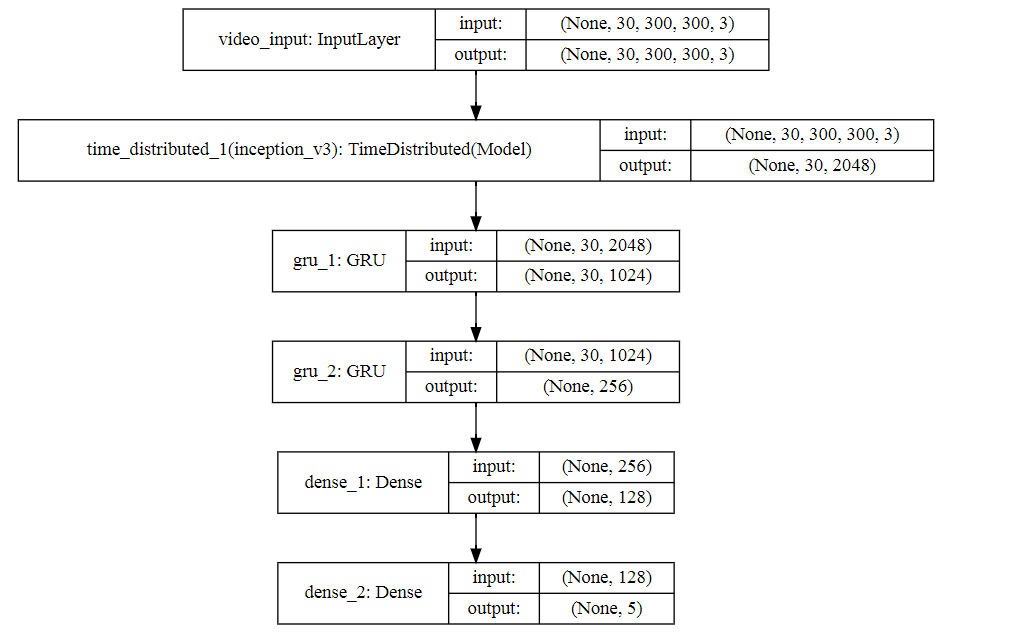 video_input: InputLayer
input: (None, 30, 300, 300, 3)
output: (None, 30, 300, 300, 3)
time_distributed_1(inception_v3): TimeDistributed(Model)
input: (None, 30, 300, 300, 3)
output: (None, 30, 2048)
gru_1: GRU
input: (None, 30, 2048)
output: (None, 30, 1024)
gru_2: GRU
input: (None, 30, 1024)
output: (None, 256)
dense_1: Dense
input: (None, 256)
output: (None, 128)
dense_2: Dense
input: (None, 128)
output: (None, 5)